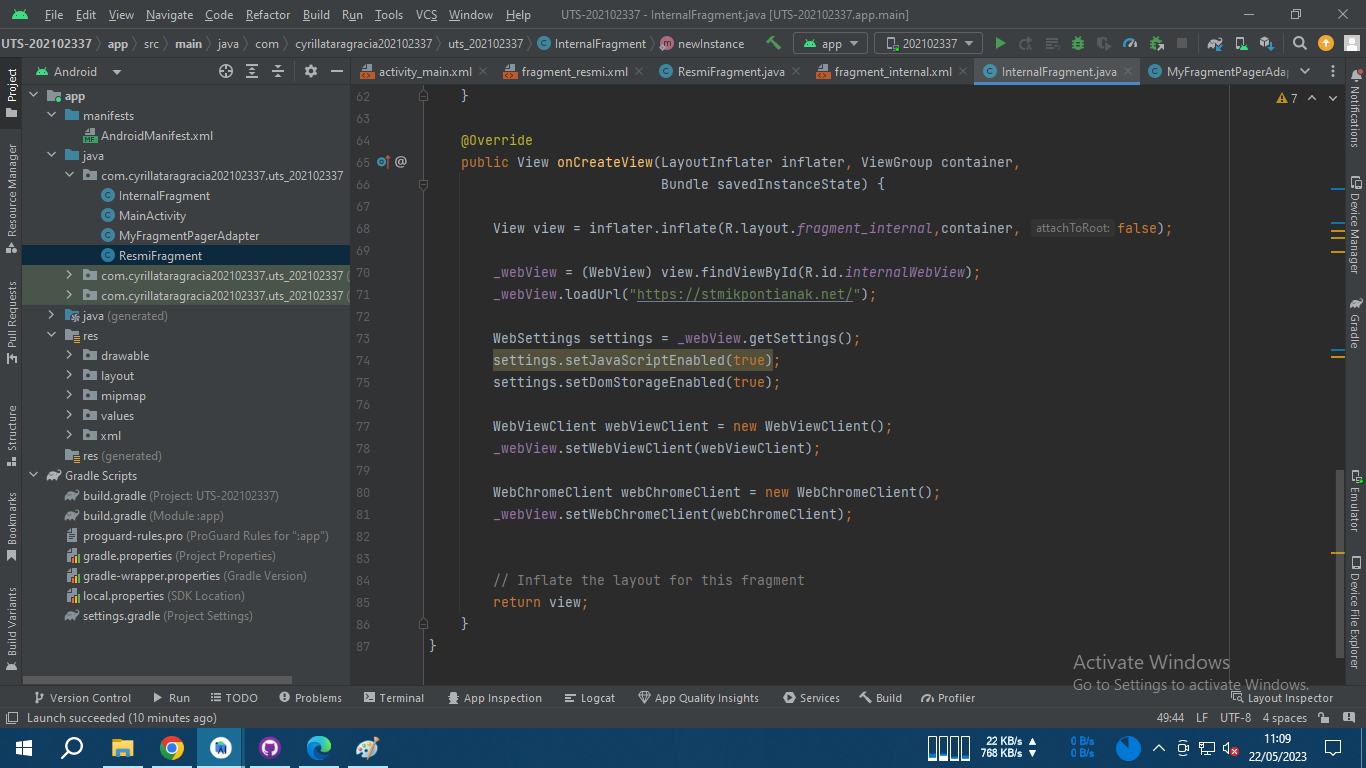 File Edit View Navigate Code Refactor Build Run Tools VCS Window Help UTS-202102337 - InternalFragment.java [UTS-202102337.app.main]
UTS-202102337 app src main java com cyrillataragracia202102337 uts_202102337 InternalFragment newInstance app 202102337
Android activity_main.xml fragment_resmi.xml ResmiFragment.java fragment_internal.xml InternalFragment.java MyFragmentPagerAdap
Project
Resource Manager
Pull Requests
Structure
Bookmarks
Build Variants
app
manifests
AndroidManifest.xml
java
com.cyrillataragracia202102337.uts_202102337
InternalFragment
MainActivity
MyFragmentPagerAdapter
ResmiFragment
com.cyrillataragracia202102337.uts_202102337 (
com.cyrillataragracia202102337.uts_202102337 (
java (generated)
res
drawable
layout
mipmap
values
xml
res (generated)
Gradle Scripts
build.gradle (Project: UTS-202102337)
build.gradle (Module :app)
proguard-rules.pro (ProGuard Rules for ":app")
gradle.properties (Project Properties)
gradle-wrapper.properties (Gradle Version)
local.properties (SDK Location)
settings.gradle (Project Settings)
7
62 }
63
64 @Override
65 @ public View onCreateView(LayoutInflater inflater, ViewGroup container,
66 Bundle savedInstanceState) {
67
68 View view = inflater.inflate(R.layout.fragment_internal,container, attachToRoot: false);
69
70 _webView = (WebView) view.findViewById(R.id.internalWebView);
71 _webView.loadUrl("https://stmikpontianak.net/");
72
73 WebSettings settings = _webView.getSettings();
74 settings.setJavaScriptEnabled(true);
75 settings.setDomStorageEnabled(true);
76
77 WebViewClient webViewClient = new WebViewClient();
78 _webView.setWebViewClient(webViewClient);
79
80 WebChromeClient webChromeClient = new WebChromeClient();
81 _webView.setWebChromeClient(webChromeClient);
82
83
84 // Inflate the layout for this fragment
85 return view;
86 }
87 }
Notifications
Device Manager
Gradle
Emulator
Device File Explorer
Activate Windows
Go to Settings to activate Windows.
Version Control Run TODO Problems Terminal App Inspection Logcat App Quality Insights Services Build Profiler Layout Inspector
Launch succeeded (10 minutes ago) 49:44 LF UTF-8 4 spaces
22 KB/s 0 B/s 11:09
768 KB/s 0 B/s 22/05/2023